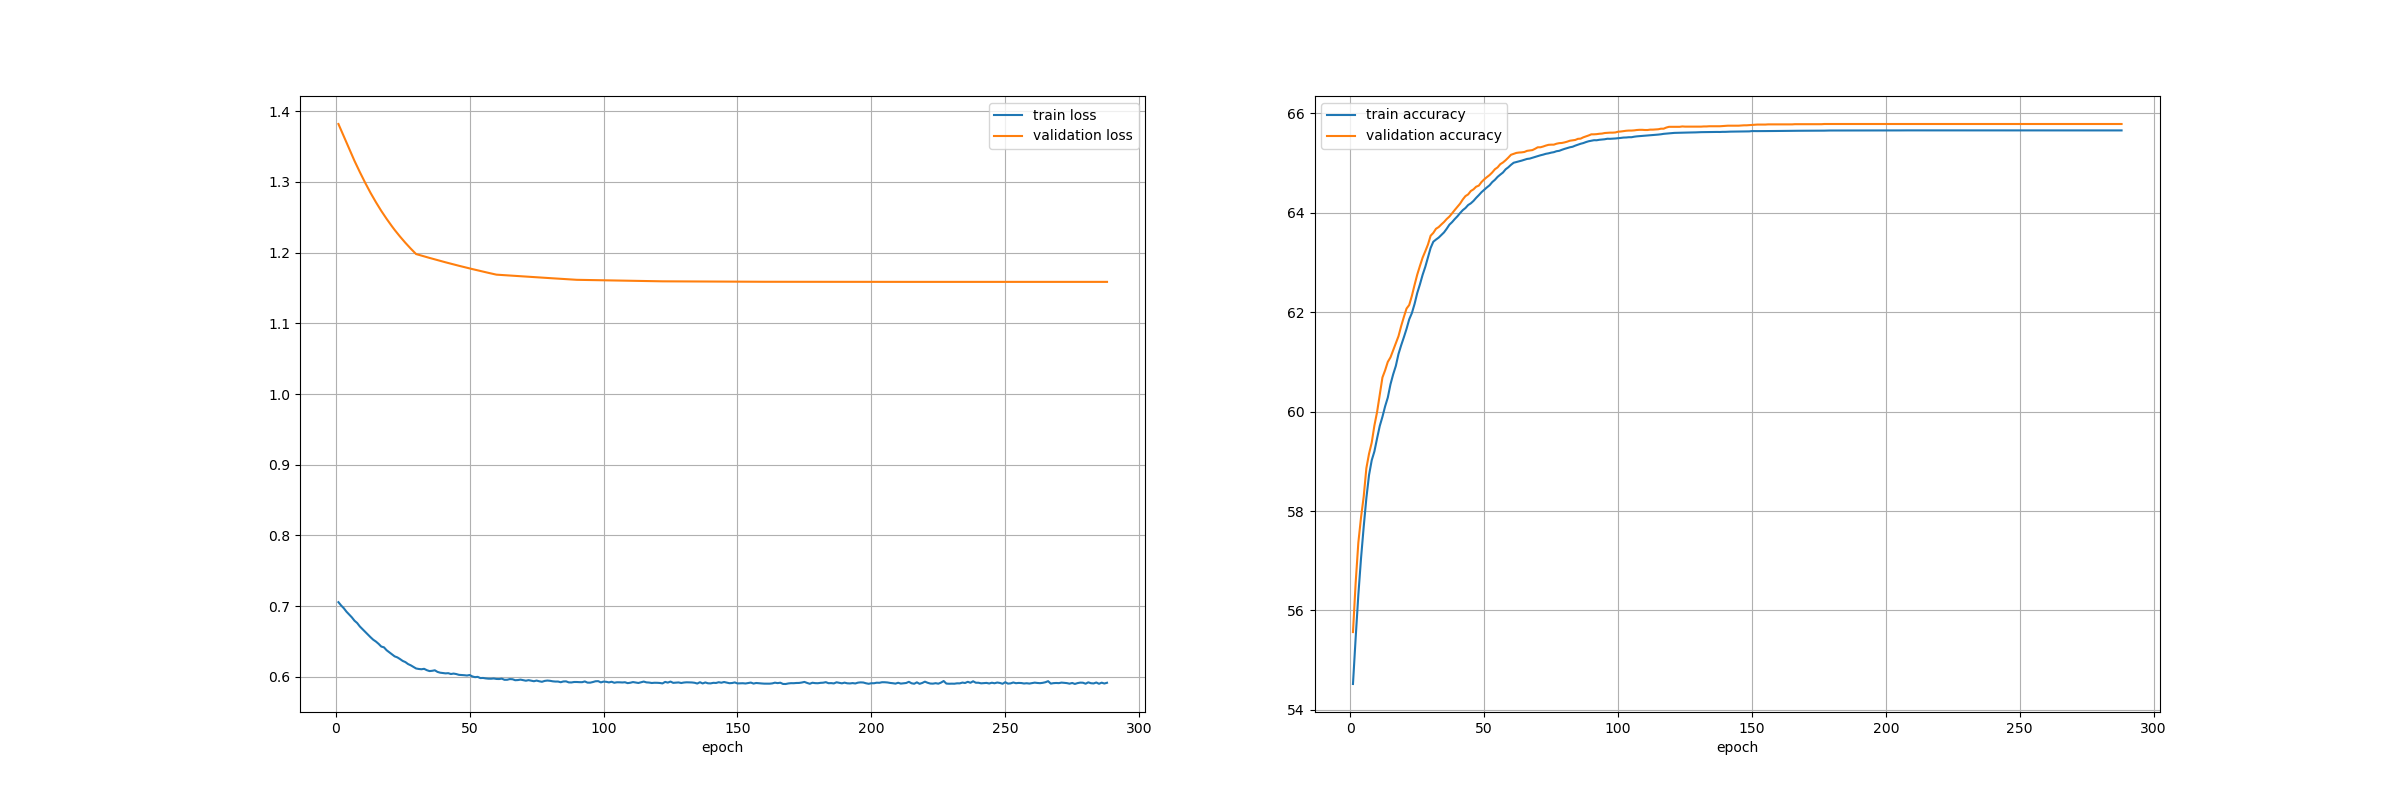 train loss
validation loss
1.4
1.3
1.2
1.1
1.0
0.9
0.8
0.7
0.6
0 50 100 150 200 250 300
epoch
train accuracy
validation accuracy
66
64
62
60
58
56
54
0 50 100 150 200 250 300
epoch